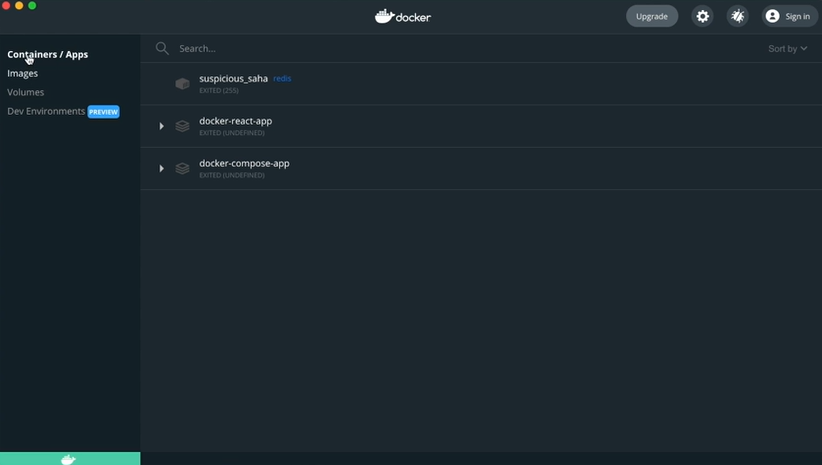 docker
Upgrade
Sign in
Containers / Apps
Images
Volumes
Dev Environments PREVIEW
Search...
Sort by
suspicious_saha redis
EXITED (255)
docker-react-app
EXITED (UNDEFINED)
docker-compose-app
EXITED (UNDEFINED)